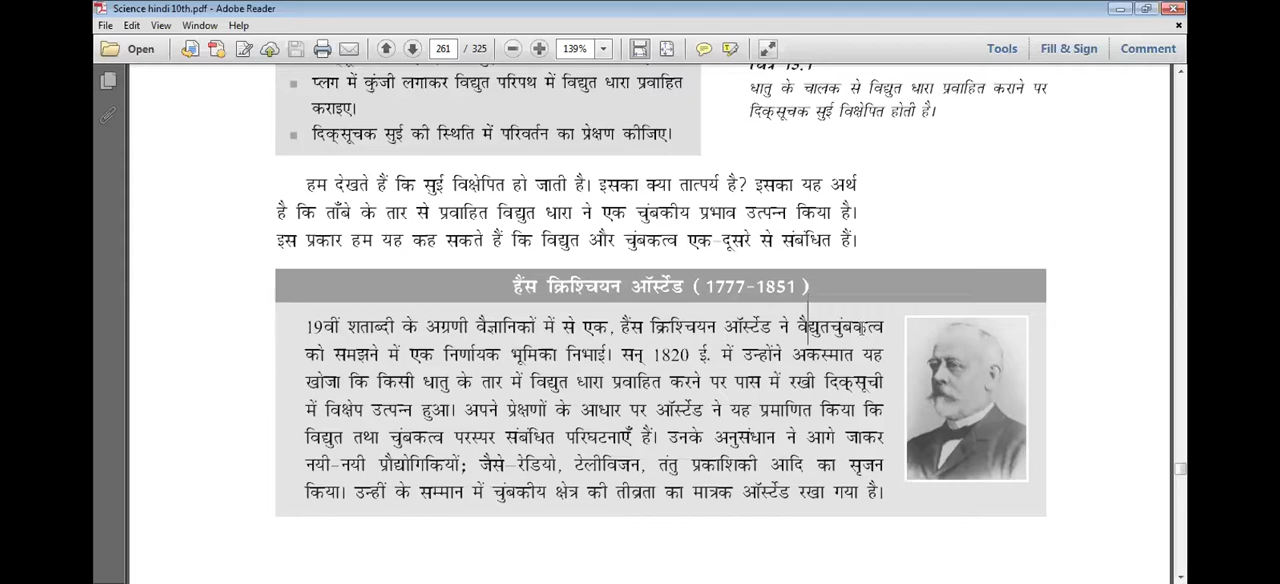 Science hindi 10th.pdf - Adobe Reader
File Edit View Window Help
Open 261 / 325 139% Tools Fill & Sign Comment
चित्र 13.1
प्लग में कुंजी लगाकर विद्युत परिपथ में विद्युत धारा प्रवाहित
कराइए।
दिक्‌सूचक सुई की स्थिति में परिवर्तन का प्रेक्षण कीजिए।
धातु के चालक से विद्युत धारा प्रवाहित कराने पर
दिक्‌सूचक सुई विक्षेपित होती है।
हम देखते हैं कि सुई विक्षेपित हो जाती है। इसका क्या तात्पर्य है? इसका यह अर्थ
है कि ताँबे के तार से प्रवाहित विद्युत धारा ने एक चुंबकीय प्रभाव उत्पन्न किया है।
इस प्रकार हम यह कह सकते हैं कि विद्युत और चुंबकत्व एक-दूसरे से संबंधित हैं।
हैंस क्रिश्चियन ऑर्स्टेड (1777-1851)
19वीं शताब्दी के अग्रणी वैज्ञानिकों में से एक, हैंस क्रिश्चियन ऑर्स्टेड ने वैद्युतचुंबकत्व
को समझने में एक निर्णायक भूमिका निभाई। सन् 1820 ई. में उन्होंने अकस्मात यह
खोजा कि किसी धातु के तार में विद्युत धारा प्रवाहित करने पर पास में रखी दिक्‌सूची
में विक्षेप उत्पन्न हुआ। अपने प्रेक्षणों के आधार पर ऑर्स्टेड ने यह प्रमाणित किया कि
विद्युत तथा चुंबकत्व परस्पर संबंधित परिघटनाएँ हैं। उनके अनुसंधान ने आगे जाकर
नयी-नयी प्रौद्योगिकियों; जैसे-रेडियो, टेलीविजन, तंतु प्रकाशिकी आदि का सृजन
किया। उन्हीं के सम्मान में चुंबकीय क्षेत्र की तीव्रता का मात्रक ऑर्स्टेड रखा गया है।